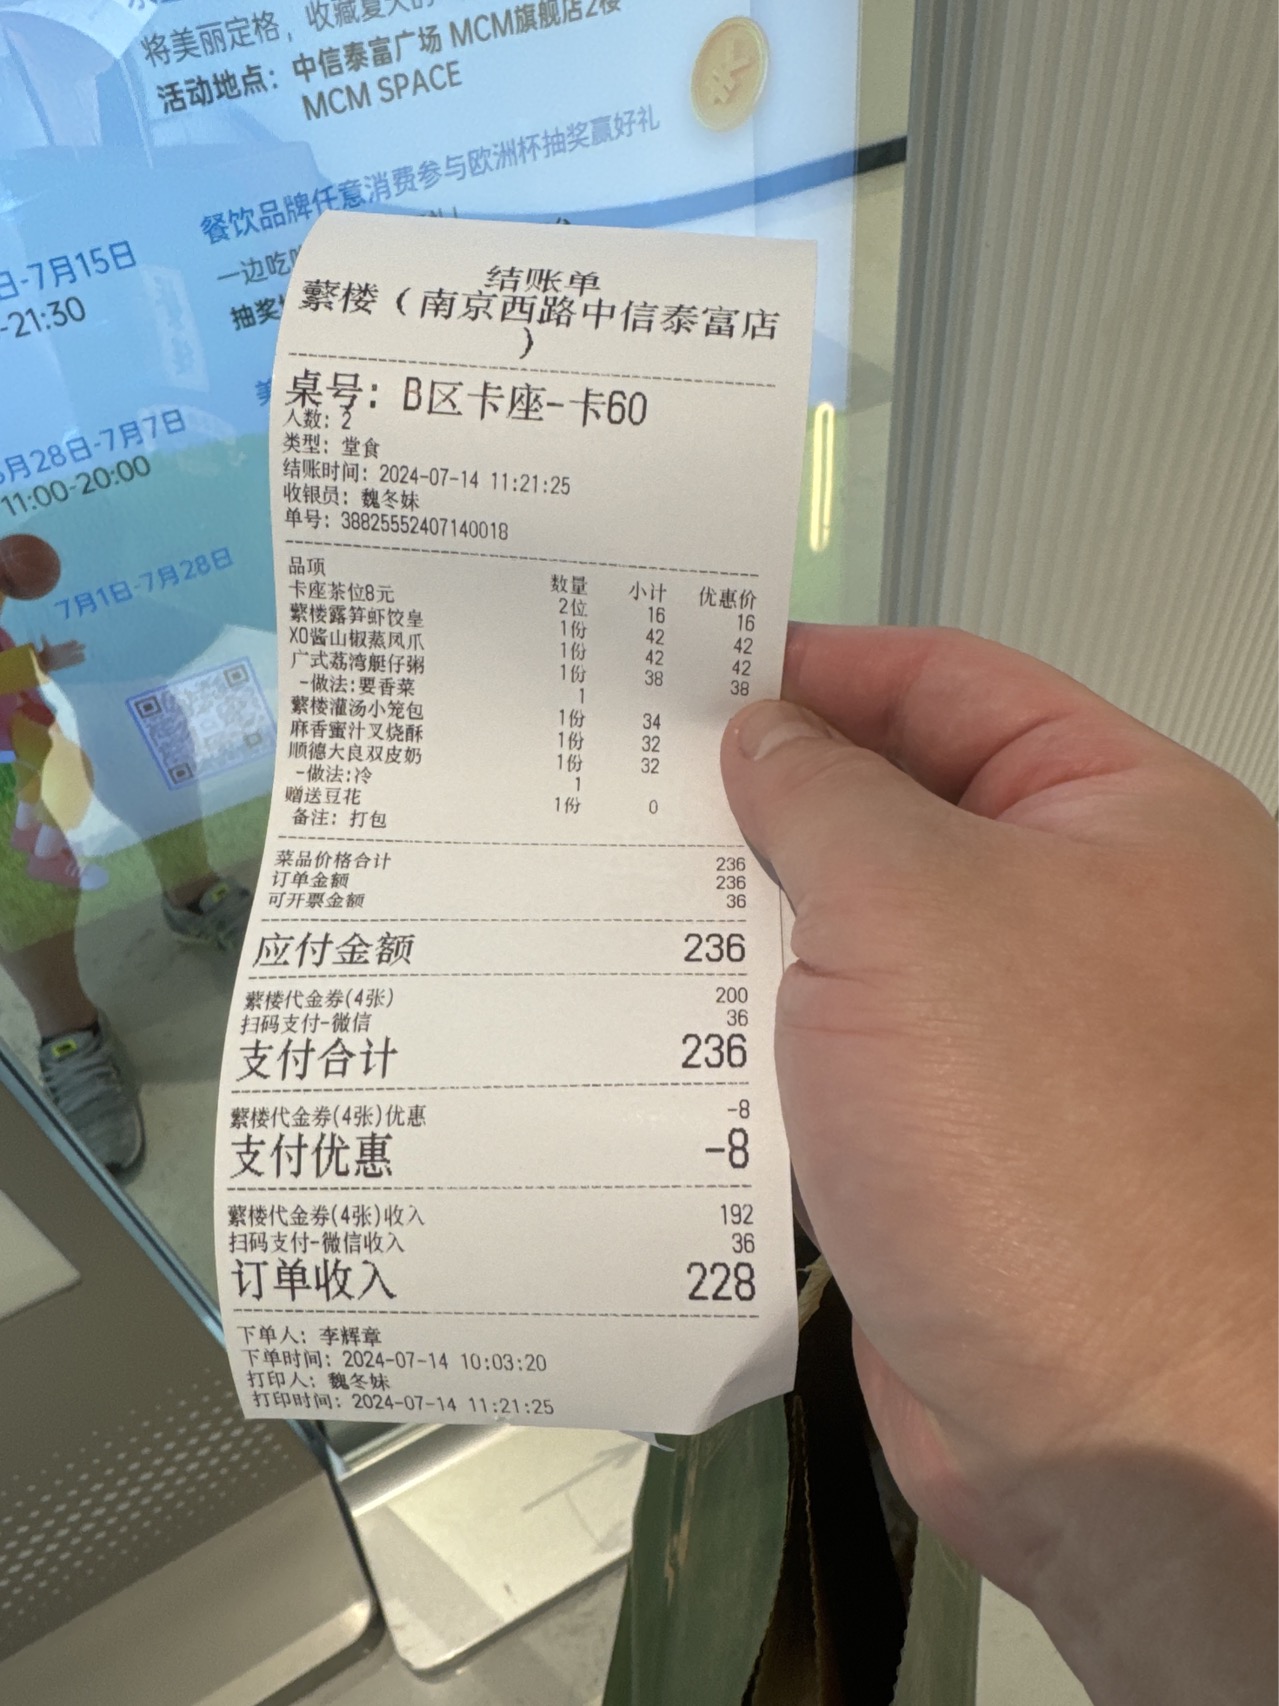 将美丽定格，收藏夏天的
活动地点：中信泰富广场 MCM旗舰店2楼
MCM SPACE
餐饮品牌任意消费参与欧洲杯抽奖赢好礼
一边吃
抽奖
日-7月15日
-21:30
美
月28日-7月7日
11:00-20:00
7月1日-7月28日
结账单
蘩楼（南京西路中信泰富店
）
桌号：B区卡座-卡60
人数：2
类型：堂食
结账时间：2024-07-14 11:21:25
收银员：魏冬妹
单号：38825552407140018
品项 数量 小计 优惠价
卡座茶位8元 2位 16 16
蘩楼露笋虾饺皇 1份 42 42
XO酱山椒蒸凤爪 1份 42 42
广式荔湾艇仔粥 1份 38 38
-做法:要香菜 1
蘩楼灌汤小笼包 1份 34
麻香蜜汁叉烧酥 1份 32
顺德大良双皮奶 1份 32
-做法:冷 1
赠送豆花 1份 0
备注：打包
菜品价格合计 236
订单金额 236
可开票金额 36
应付金额 236
蘩楼代金券(4张) 200
扫码支付-微信 36
支付合计 236
蘩楼代金券(4张)优惠 -8
支付优惠 -8
蘩楼代金券(4张)收入 192
扫码支付-微信收入 36
订单收入 228
下单人：李辉章
下单时间：2024-07-14 10:03:20
打印人：魏冬妹
打印时间：2024-07-14 11:21:25